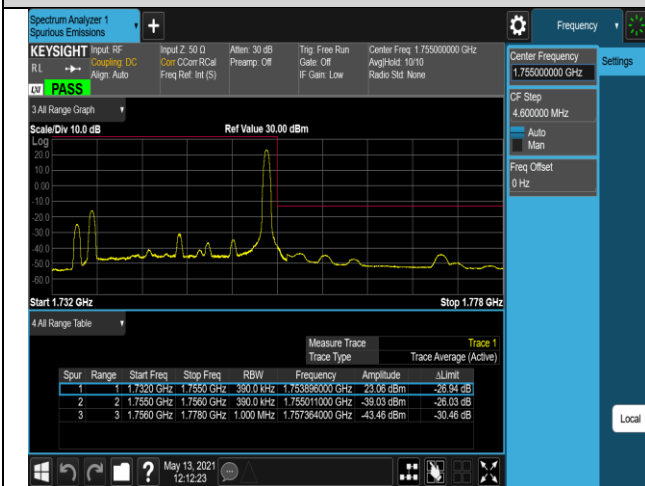 Spectrum Analyzer 1
Spurious Emissions
Frequency
KEYSIGHT
RL
Input: RF
Coupling: DC
Align: Auto
Input Z: 50 Ω
Corr CCorr RCal
Freq Ref: Int (S)
Atten: 30 dB
Preamp: Off
Trig: Free Run
Gate: Off
IF Gain: Low
Center Freq: 1.755000000 GHz
Avg|Hold: 10/10
Radio Std: None
LXI PASS
Center Frequency
1.755000000 GHz
Settings
CF Step
4.600000 MHz
Auto
Man
Freq Offset
0 Hz
3 All Range Graph
Scale/Div 10.0 dB
Ref Value 30.00 dBm
Log
20.0
10.0
0.00
-10.0
-20.0
-30.0
-40.0
-50.0
-60.0
Start 1.732 GHz
Stop 1.778 GHz
4 All Range Table
Measure Trace Trace 1
Trace Type Trace Average (Active)
Spur Range Start Freq Stop Freq RBW Frequency Amplitude ΔLimit
1 1 1.7320 GHz 1.7550 GHz 390.0 kHz 1.753896000 GHz 23.06 dBm -26.94 dB
2 2 1.7550 GHz 1.7560 GHz 390.0 kHz 1.755011000 GHz -39.03 dBm -26.03 dB
3 3 1.7560 GHz 1.7780 GHz 1.000 MHz 1.757364000 GHz -43.46 dBm -30.46 dB
Local
May 13, 2021
12:12:23